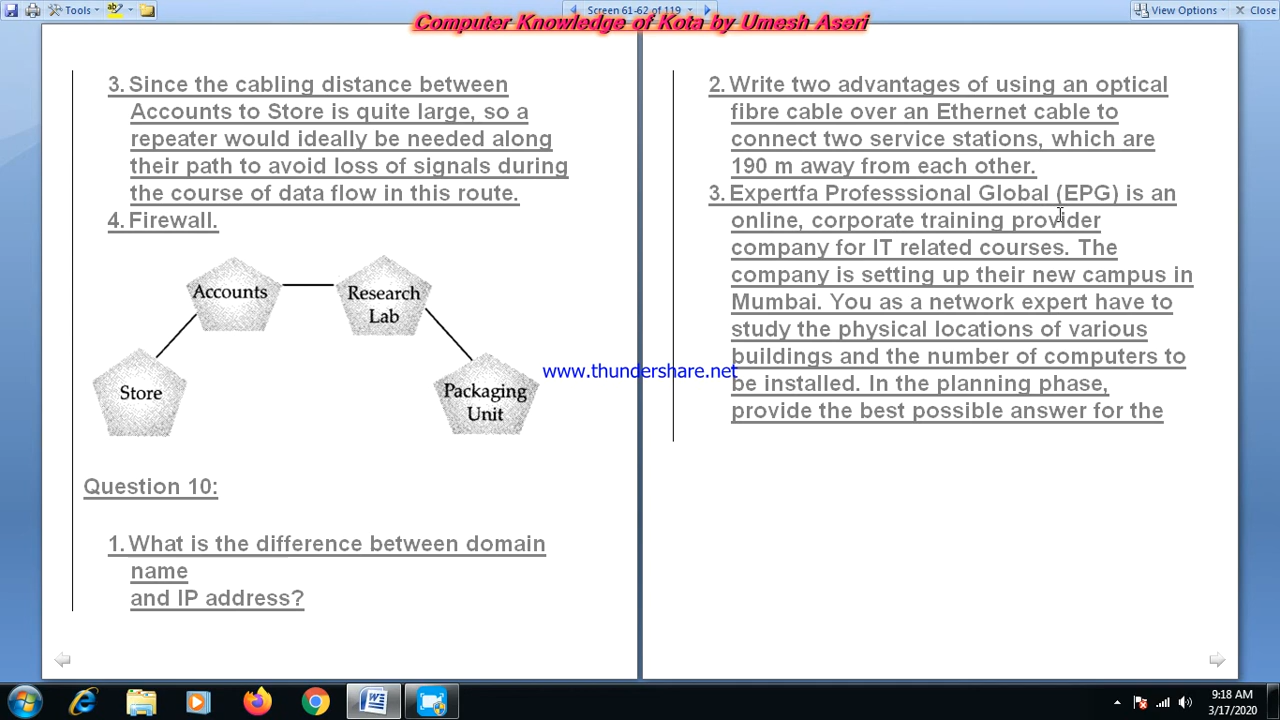 Tools
Screen 61-62 of 119
View Options
Close
Computer Knowledge of Kota by Umesh Aseri
3. Since the cabling distance between
Accounts to Store is quite large, so a
repeater would ideally be needed along
their path to avoid loss of signals during
the course of data flow in this route.
4. Firewall.
Accounts
Research
Lab
Store
Packaging
Unit
Question 10:
1. What is the difference between domain
name
and IP address?
2. Write two advantages of using an optical
fibre cable over an Ethernet cable to
connect two service stations, which are
190 m away from each other.
3. Expertfa Professsional Global (EPG) is an
online, corporate training provider
company for IT related courses. The
company is setting up their new campus in
Mumbai. You as a network expert have to
study the physical locations of various
buildings and the number of computers to
be installed. In the planning phase,
provide the best possible answer for the
www.thundershare.net
9:18 AM
3/17/2020